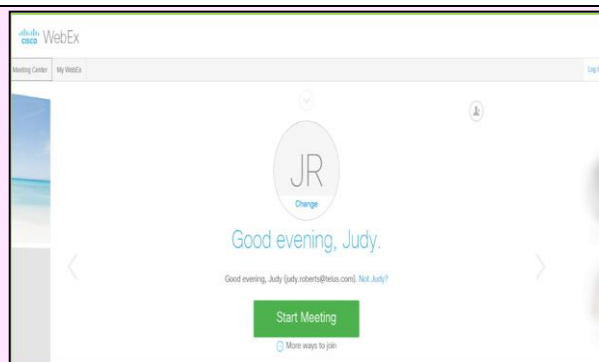 CISCO WebEx
Meeting Center My WebEx Log
JR
Change
Good evening, Judy.
Good evening, Judy (judy.roberts@telus.com). Not Judy?
Start Meeting
More ways to join